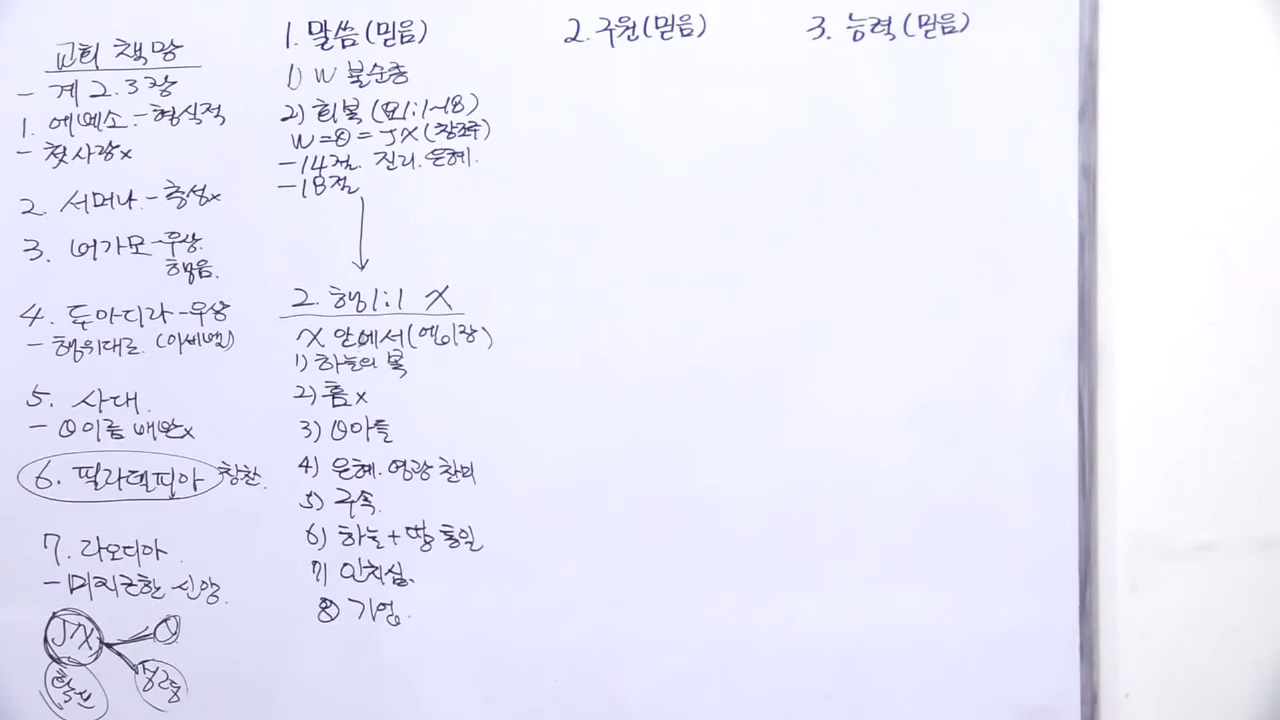 교회 책망
- 계 2.3장
1. 에베소 - 형식적
- 첫사랑x
2. 서머나 - 충성x
3. 버가모 - 우상.
행음.
4. 두아디라 - 우상
- 행위대로. (이세벨)
5. 사대.
- 이름
6. 필라델피아 칭찬.
7. 라오디아
- 미지근한 신앙.
JX
1. 말씀(믿음)
1) W 불순종
2) 회복 (요1:1~18)
W = θ = JX (창조주)
- 14절. 진리. 은혜.
- 18절
2. 행1:1 X
X 안에서(엡1장)
1) 하늘의 복
2) 흠x
3) θ아들
4) 은혜. 영광 찬미
5) 구속.
6) 하늘+땅 통일
7) 인치심.
8) 기업.
2. 구원(믿음)
3. 능력(믿음)